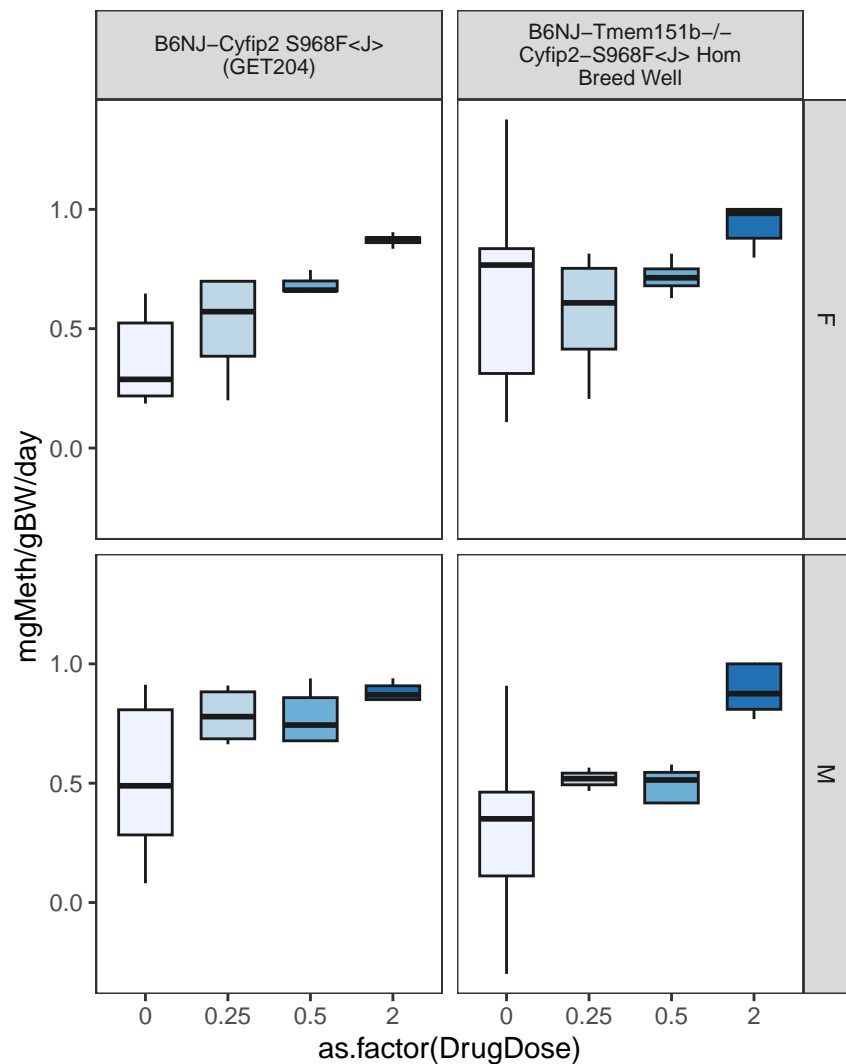 B6NJ−Cyfip2 S968F<J>
(GET204)
B6NJ−Tmem151b−/−
Cyfip2−S968F<J> Hom
Breed Well
1.0
0.5
0.0
F
mgMeth/gBW/day
1.0
0.5
0.0
M
0 0.25 0.5 2
0 0.25 0.5 2
as.factor(DrugDose)